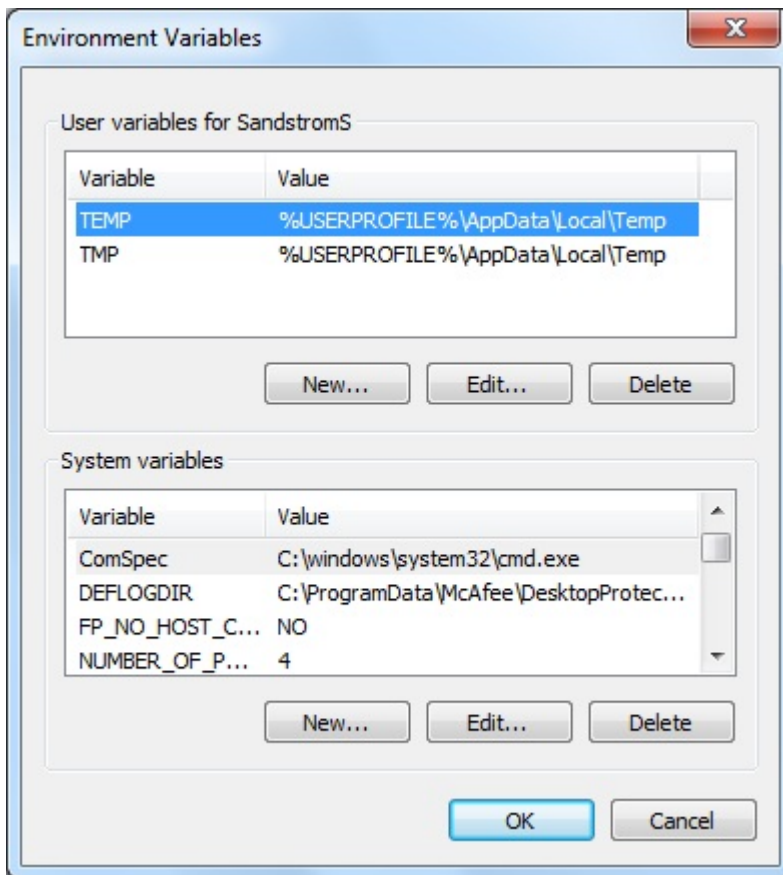 Environment Variables
User variables for SandstromS
Variable Value
TEMP %USERPROFILE%\AppData\Local\Temp
TMP %USERPROFILE%\AppData\Local\Temp
New... Edit... Delete
System variables
Variable Value
ComSpec C:\windows\system32\cmd.exe
DEFLOGDIR C:\ProgramData\McAfee\DesktopProtec...
FP_NO_HOST_C... NO
NUMBER_OF_P... 4
New... Edit... Delete
OK Cancel